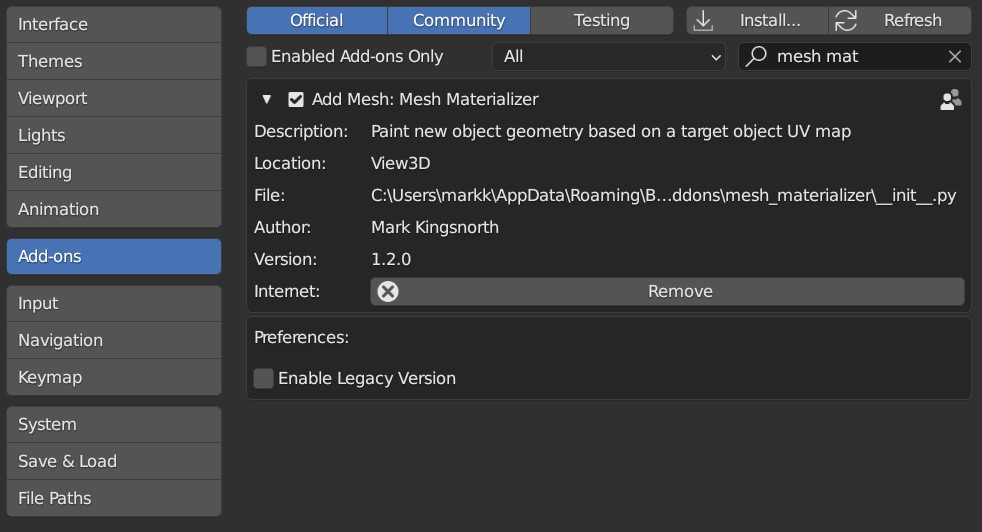 Interface
Themes
Viewport
Lights
Editing
Animation
Add-ons
Input
Navigation
Keymap
System
Save & Load
File Paths
Official Community Testing Install... Refresh
Enabled Add-ons Only All mesh mat
Add Mesh: Mesh Materializer
Description: Paint new object geometry based on a target object UV map
Location: View3D
File: C:\Users\markk\AppData\Roaming\B...ddons\mesh_materializer\__init__.py
Author: Mark Kingsnorth
Version: 1.2.0
Internet: Remove
Preferences:
Enable Legacy Version